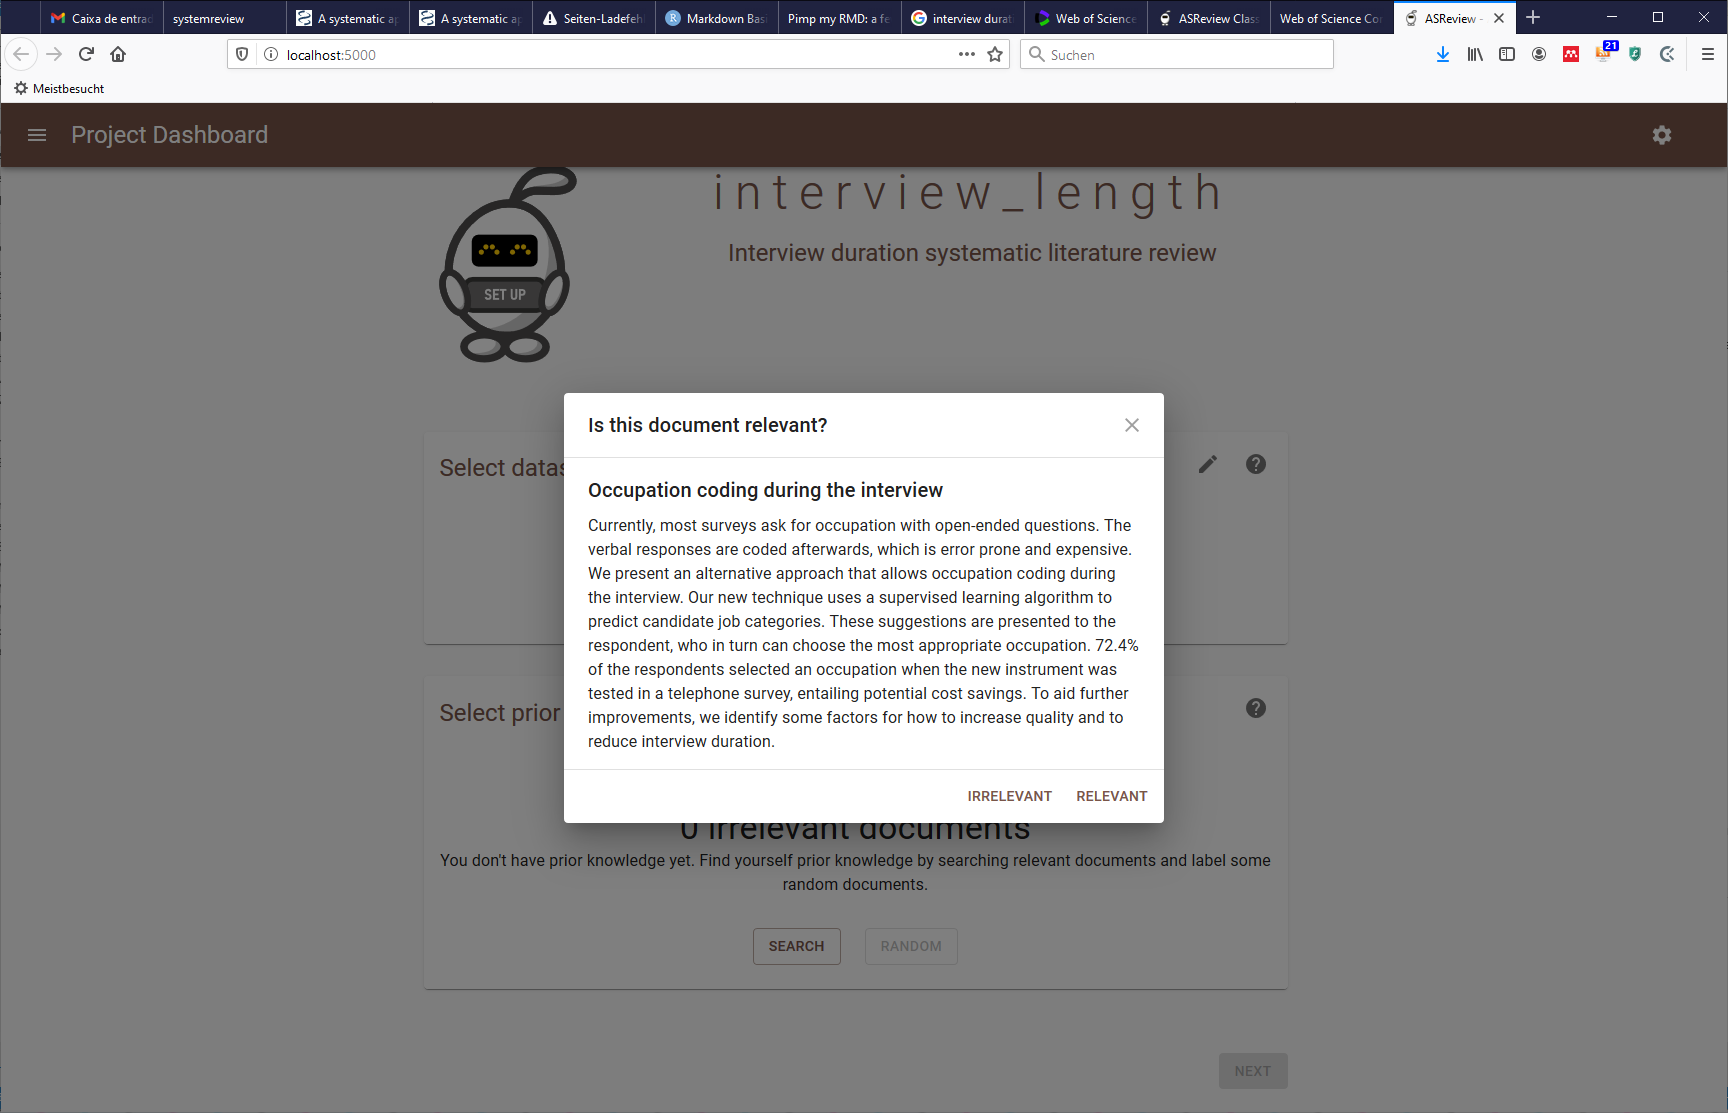 Caixa de entrad
systemreview
A systematic ap
A systematic ap
Seiten-Ladefehl
Markdown Basi
Pimp my RMD: a fe
interview durat
Web of Science
ASReview Class
Web of Science Co
ASReview -
localhost:5000
Suchen
21
Meistbesucht
Project Dashboard
interview_length
Interview duration systematic literature review
SET UP
Select datas
Is this document relevant?
Occupation coding during the interview
Currently, most surveys ask for occupation with open-ended questions. The
verbal responses are coded afterwards, which is error prone and expensive.
We present an alternative approach that allows occupation coding during
the interview. Our new technique uses a supervised learning algorithm to
predict candidate job categories. These suggestions are presented to the
respondent, who in turn can choose the most appropriate occupation. 72.4%
of the respondents selected an occupation when the new instrument was
tested in a telephone survey, entailing potential cost savings. To aid further
improvements, we identify some factors for how to increase quality and to
reduce interview duration.
IRRELEVANT RELEVANT
Select prior
0 irrelevant documents
You don't have prior knowledge yet. Find yourself prior knowledge by searching relevant documents and label some
random documents.
SEARCH
RANDOM
NEXT